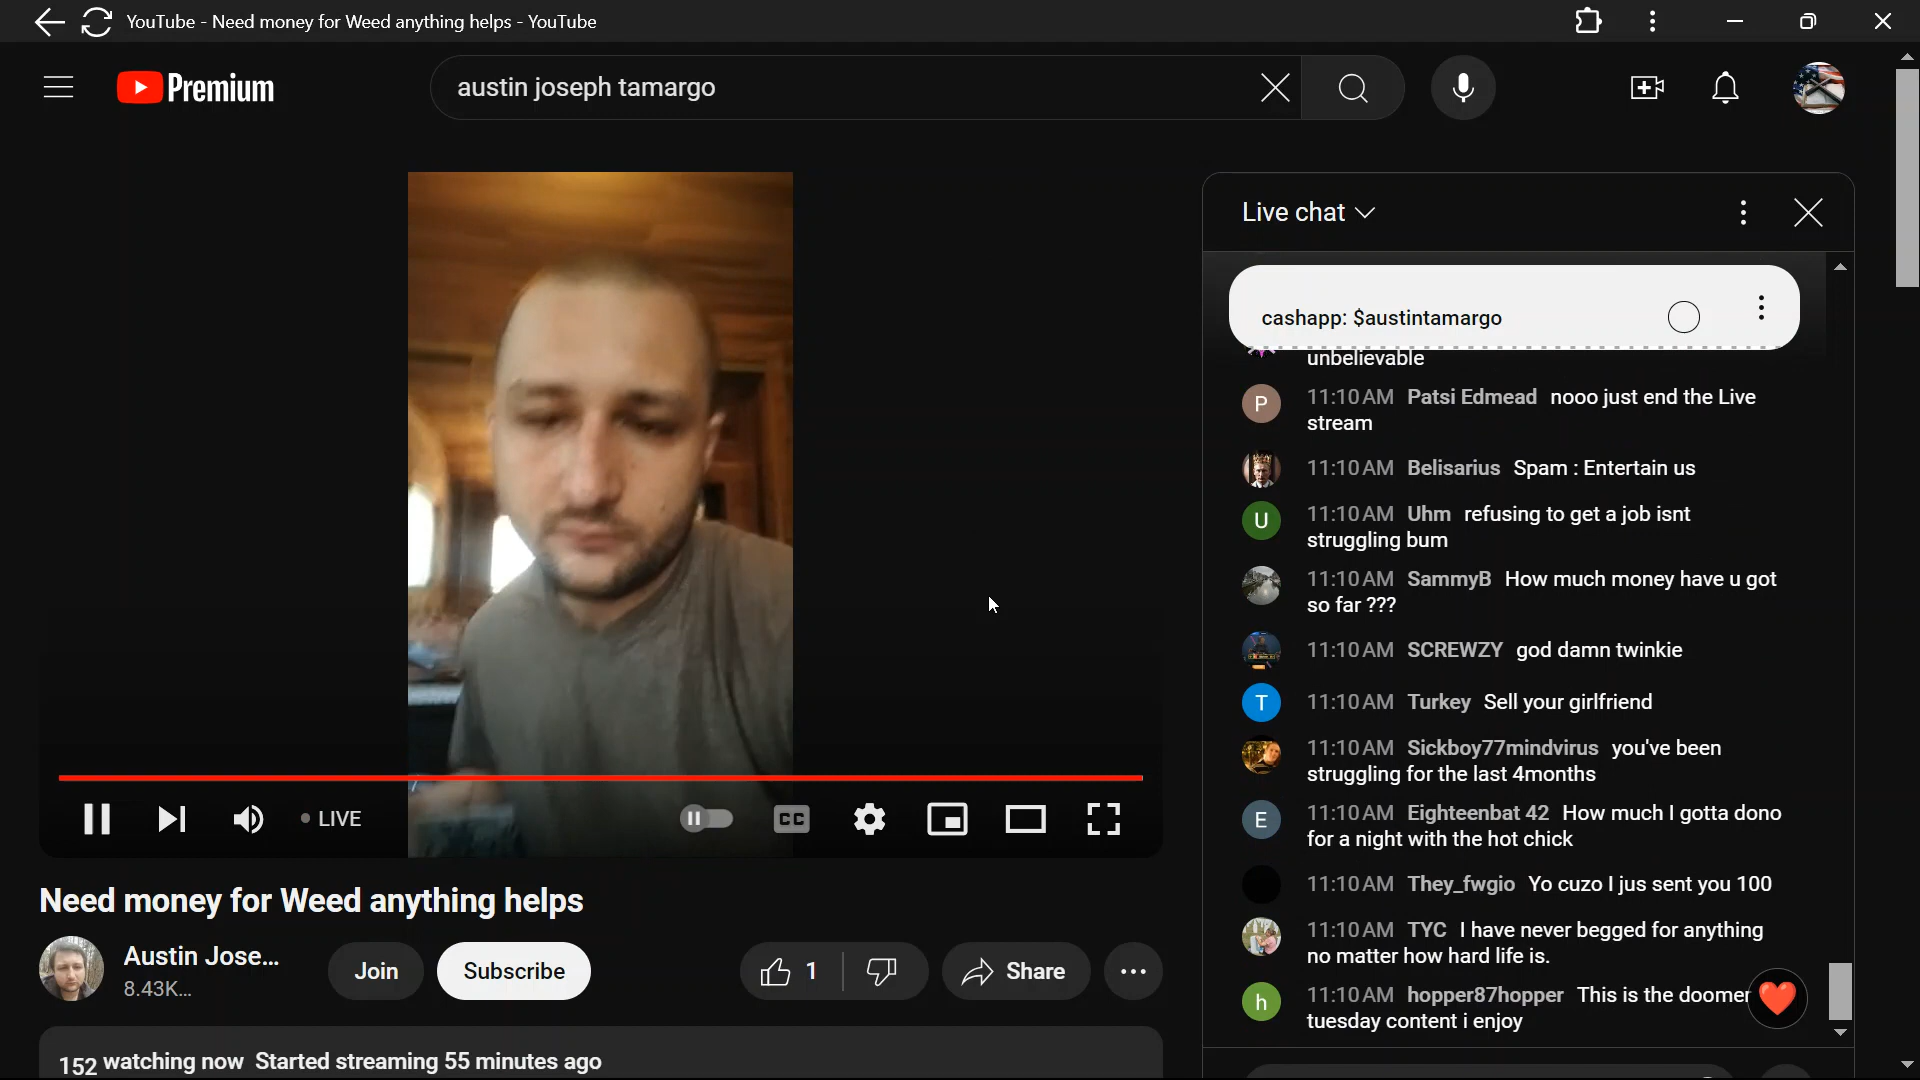 YouTube - Need money for Weed anything helps - YouTube
Premium
austin joseph tamargo
Live chat
cashapp: $austintamargo
unbelievable
P
11:10 AM Patsi Edmead nooo just end the Live
stream
11:10 AM Belisarius Spam : Entertain us
U
11:10 AM Uhm refusing to get a job isnt
struggling bum
11:10 AM SammyB How much money have u got
so far ???
11:10 AM SCREWZY god damn twinkie
T
11:10 AM Turkey Sell your girlfriend
11:10 AM Sickboy77mindvirus you've been
struggling for the last 4months
E
11:10 AM Eighteenbat 42 How much I gotta dono
for a night with the hot chick
11:10 AM They_fwgio Yo cuzo I jus sent you 100
11:10 AM TYC I have never begged for anything
no matter how hard life is.
h
11:10 AM hopper87hopper This is the doomer
tuesday content i enjoy
LIVE
CC
Need money for Weed anything helps
Austin Jose...
8.43K...
Join
Subscribe
1
Share
152 watching now Started streaming 55 minutes ago